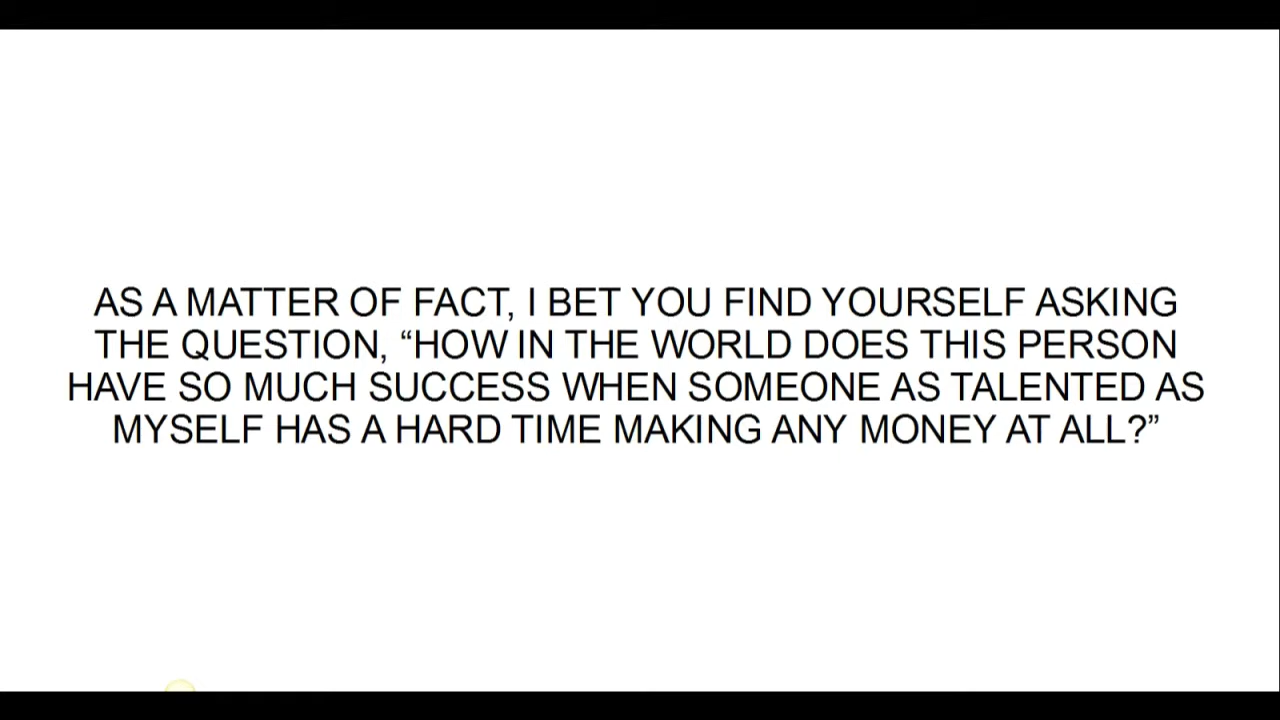 AS A MATTER OF FACT, I BET YOU FIND YOURSELF ASKING
THE QUESTION, “HOW IN THE WORLD DOES THIS PERSON
HAVE SO MUCH SUCCESS WHEN SOMEONE AS TALENTED AS
MYSELF HAS A HARD TIME MAKING ANY MONEY AT ALL?”